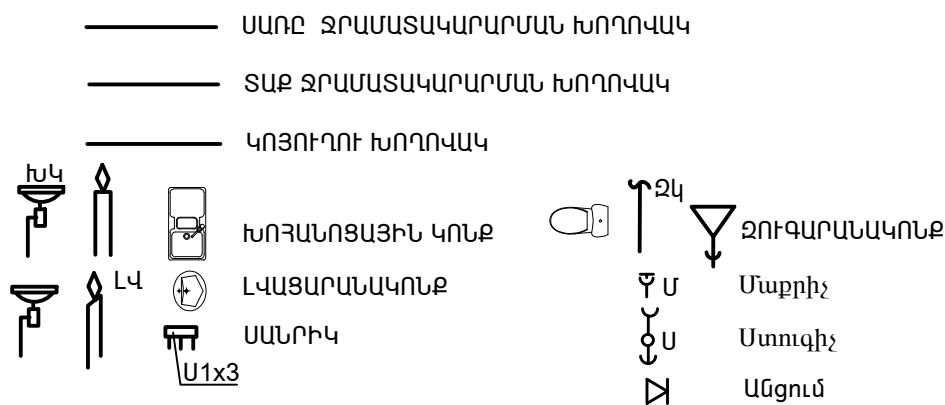 ՍԱՌԸ ՋՐԱՄԱՏԱԿԱՐԱՐՄԱՆ ԽՈՂՈՎԱԿ
ՏԱՔ ՋՐԱՄԱՏԱԿԱՐԱՐՄԱՆ ԽՈՂՈՎԱԿ
ԿՈՅՈՒՂՈՒ ԽՈՂՈՎԱԿ
ԽԿ
ԽՈՀԱՆՈՑԱՅԻՆ ԿՈՆՔ
ԼՎ
ԼՎԱՑԱՐԱՆԱԿՈՆՔ
ՍԱՆՐԻԿ
Ս1x3
Զկ
ԶՈՒԳԱՐԱՆԱԿՈՆՔ
Մ Մաքրիչ
Ս Ստուգիչ
Անցում